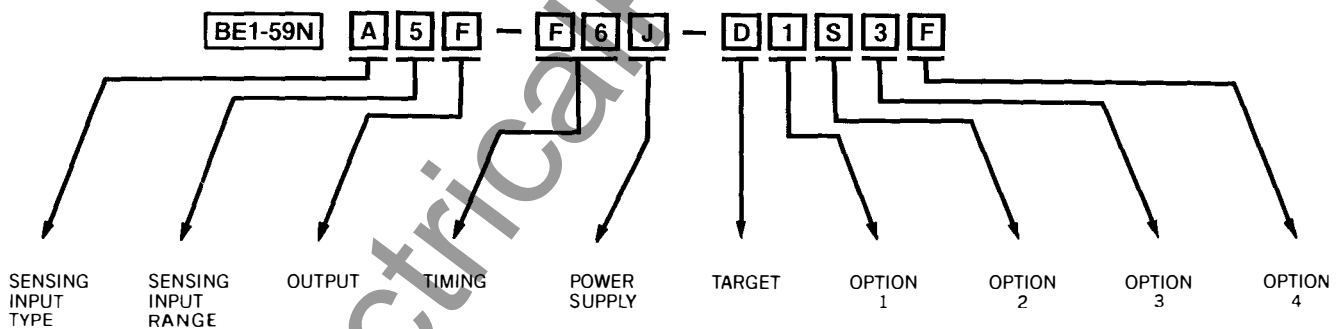 BE1-59N A 5 F - F 6 J - D 1 S 3 F
SENSING INPUT TYPE
SENSING INPUT RANGE
OUTPUT
TIMING
POWER SUPPLY
TARGET
OPTION 1
OPTION 2
OPTION 3
OPTION 4